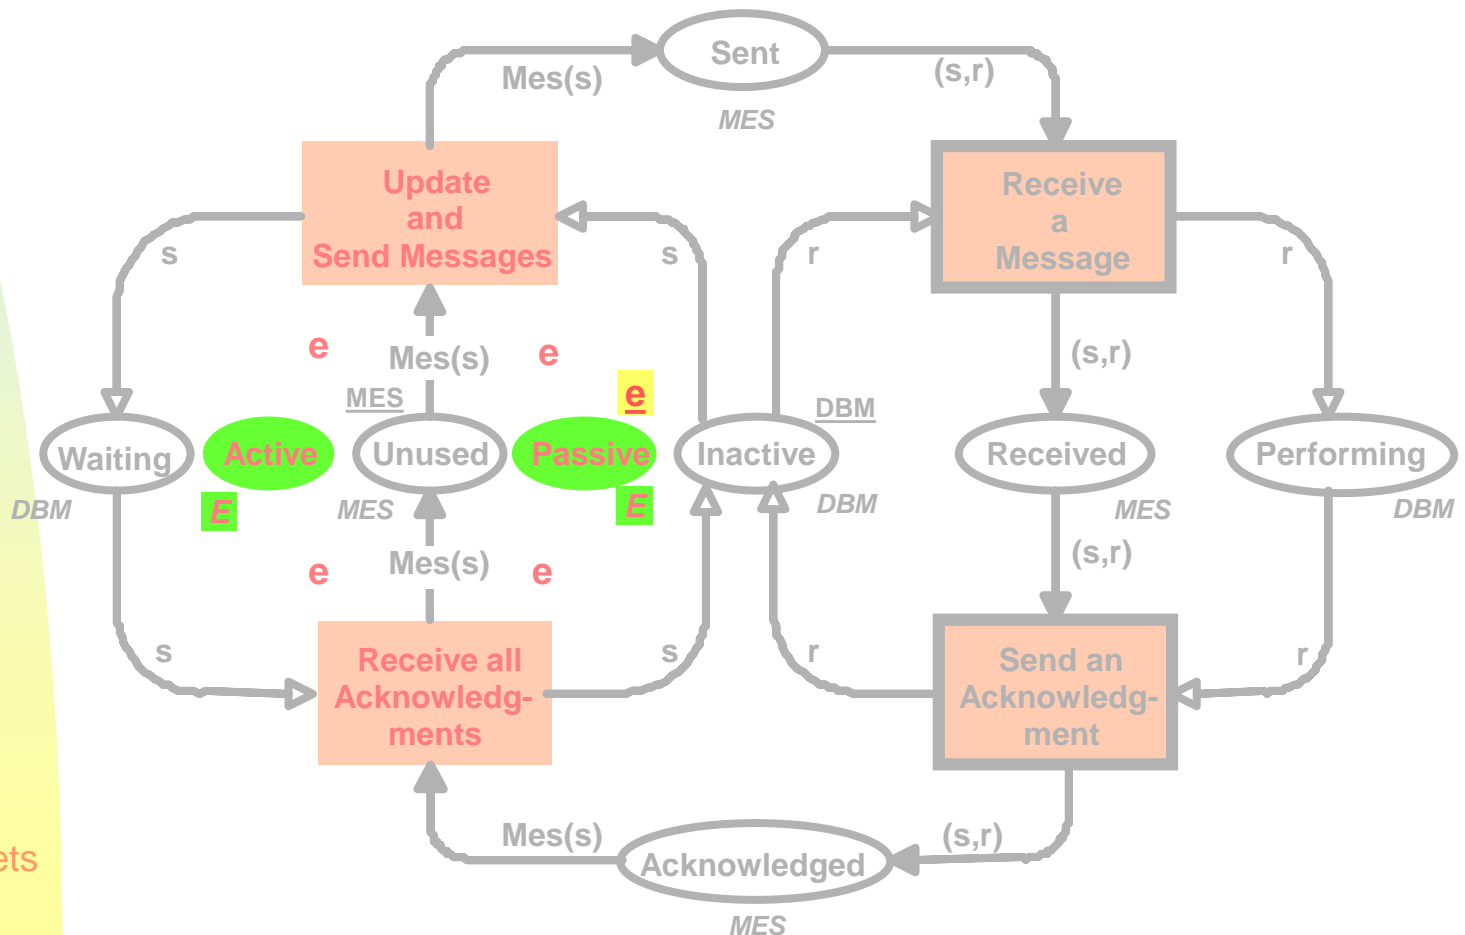 Sent
Mes(s)
(s,r)
MES
Update
and
Send Messages
Receive
a
Message
s
s
r
r
e
Mes(s)
e
(s,r)
MES
e
DBM
Waiting
Active
Unused
Passive
Inactive
Received
Performing
DBM
E
MES
E
DBM
MES
DBM
e
Mes(s)
e
(s,r)
s
s
r
r
Receive all
Acknowledg-
ments
Send an
Acknowledg-
ment
Mes(s)
(s,r)
Acknowledged
MES
ets